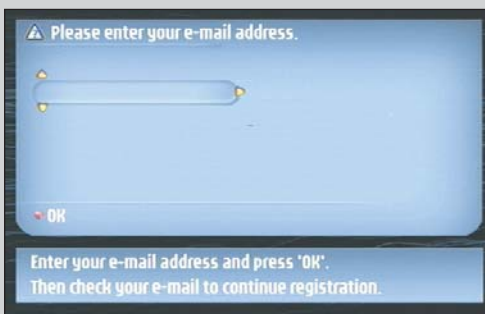 Please enter your e-mail address.
OK
Enter your e-mail address and press 'OK'.
Then check your e-mail to continue registration.